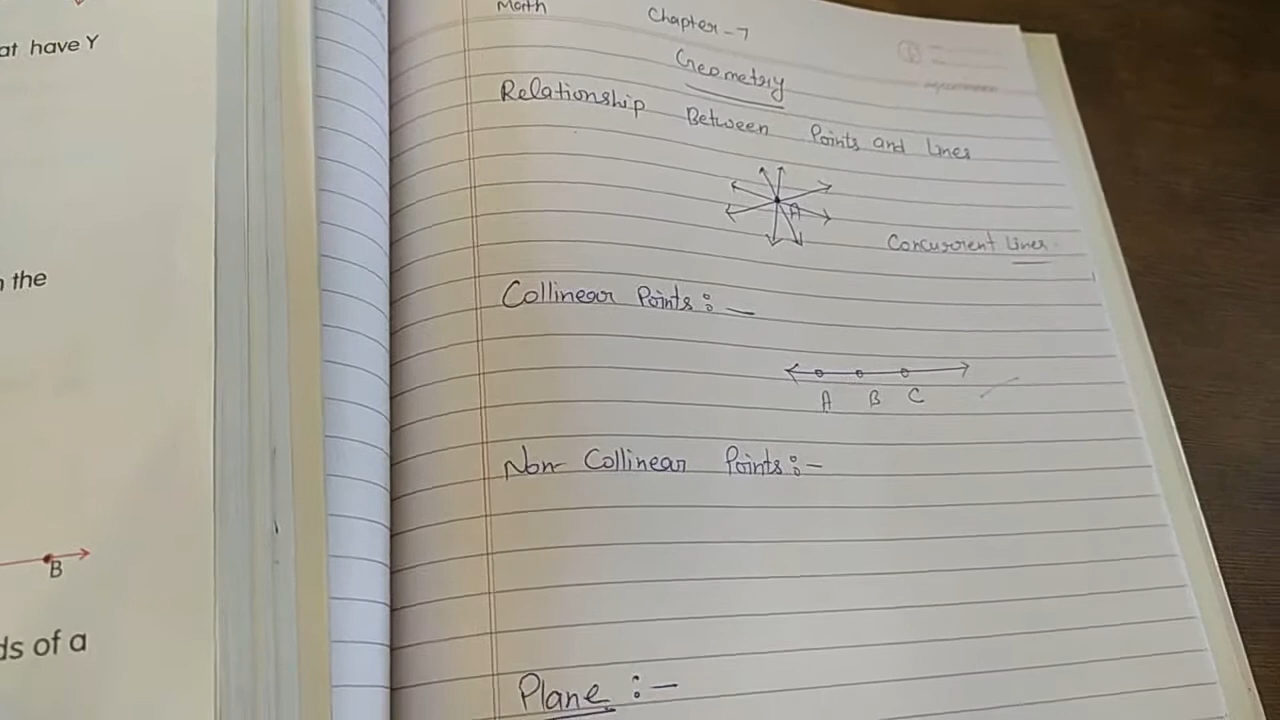 at have Y
the
B
ds of a
Math
Chapter-7
Geometry
Relationship Between Points and Lines
A
Concurrent Lines
Collinear Points:-
A B C
Non-Collinear Points:-
Plane:-